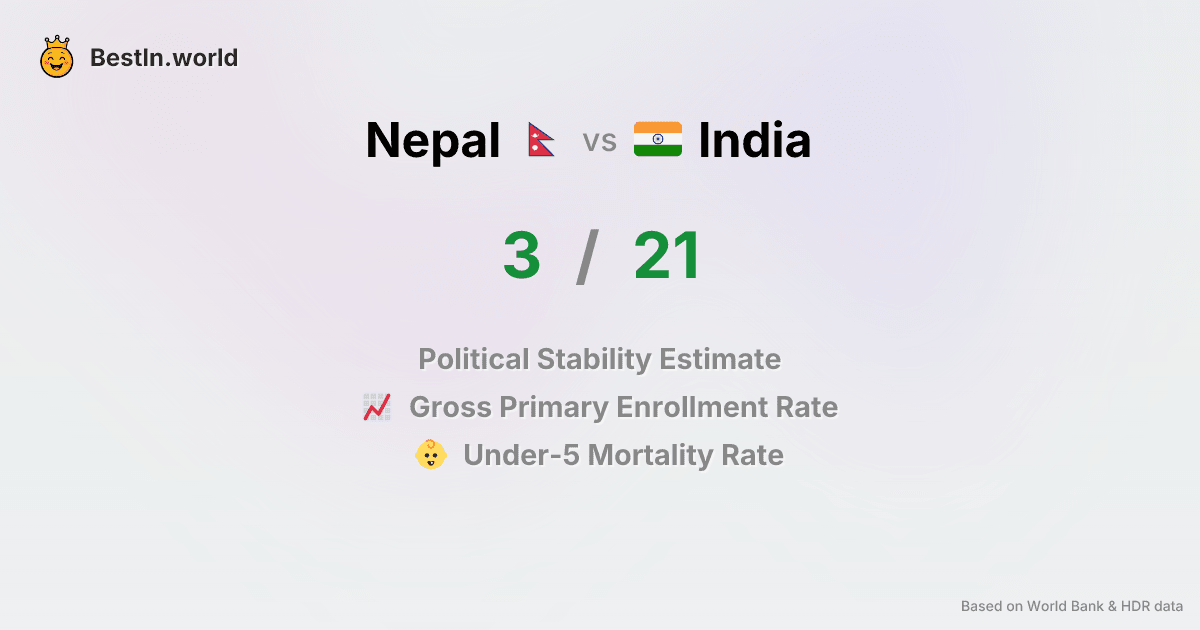 BestIn.world
Nepal vs India
3 / 21
Political Stability Estimate
Gross Primary Enrollment Rate
Under-5 Mortality Rate
Based on World Bank & HDR data